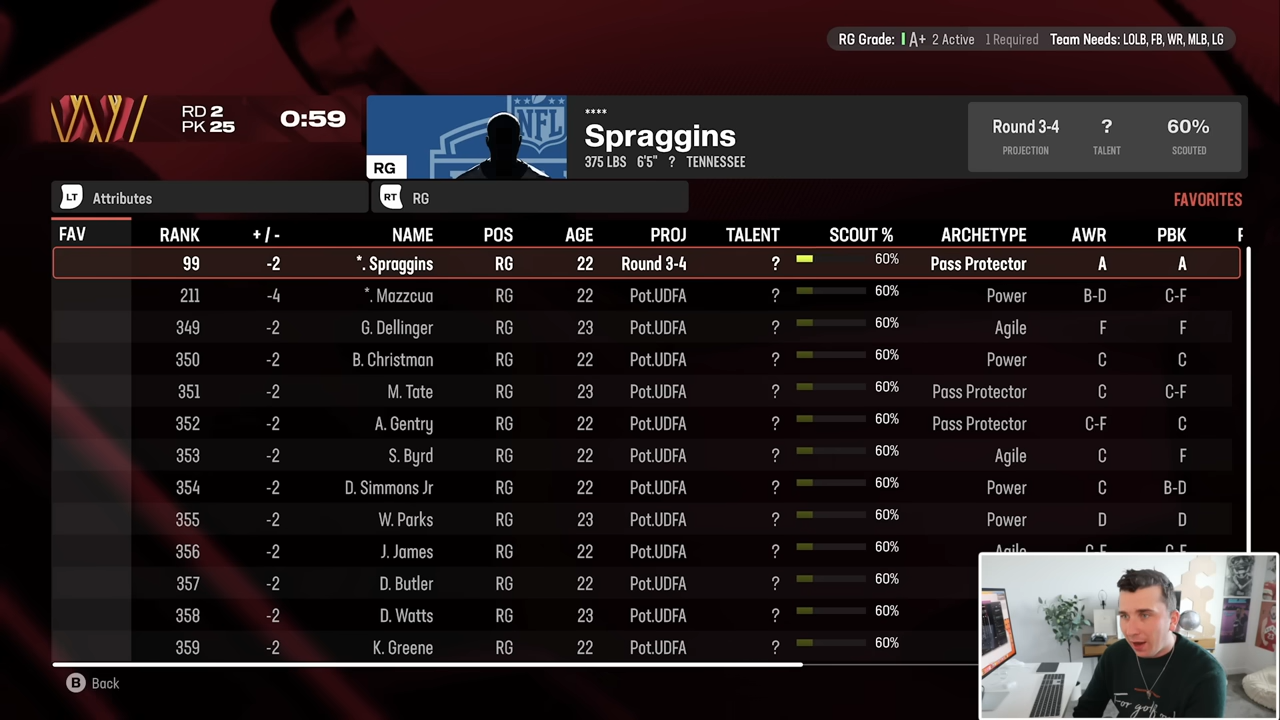 RG Grade: A+ 2 Active 1 Required Team Needs: LOLB, FB, WR, MLB, LG
RD 2
PK 25
0:59
NFL
RG
****
Spraggins
375 LBS 6'5" ? TENNESSEE
Round 3-4 ? 60%
PROJECTION TALENT SCOUTED
LT Attributes RT RG FAVORITES
FAV RANK + / - NAME POS AGE PROJ TALENT SCOUT % ARCHETYPE AWR PBK
99 -2 *. Spraggins RG 22 Round 3-4 ? 60% Pass Protector A A
211 -4 *. Mazzcua RG 22 Pot.UDFA ? 60% Power B-D C-F
349 -2 G. Dellinger RG 23 Pot.UDFA ? 60% Agile F F
350 -2 B. Christman RG 22 Pot.UDFA ? 60% Power C C
351 -2 M. Tate RG 23 Pot.UDFA ? 60% Pass Protector C C-F
352 -2 A. Gentry RG 22 Pot.UDFA ? 60% Pass Protector C-F C
353 -2 S. Byrd RG 22 Pot.UDFA ? 60% Agile C F
354 -2 D. Simmons Jr RG 22 Pot.UDFA ? 60% Power C B-D
355 -2 W. Parks RG 23 Pot.UDFA ? 60% Power D D
356 -2 J. James RG 22 Pot.UDFA ? 60% Agile C-F C-F
357 -2 D. Butler RG 22 Pot.UDFA ? 60%
358 -2 D. Watts RG 23 Pot.UDFA ? 60%
359 -2 K. Greene RG 22 Pot.UDFA ? 60%
B Back